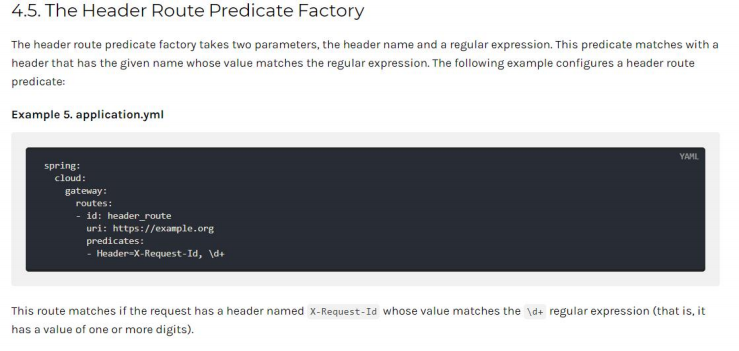 4.5. The Header Route Predicate Factory
The header route predicate factory takes two parameters, the header name and a regular expression. This predicate matches with a
header that has the given name whose value matches the regular expression. The following example configures a header route
predicate:
Example 5. application.yml
YAML
spring:
  cloud:
    gateway:
      routes:
      - id: header_route
        uri: https://example.org
        predicates:
        - Header=X-Request-Id, \d+
This route matches if the request has a header named X-Request-Id whose value matches the \d+ regular expression (that is, it
has a value of one or more digits).